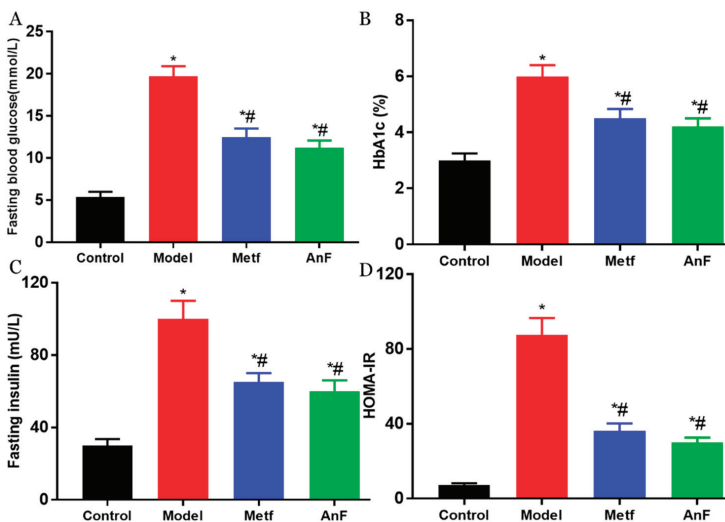 A
Fasting blood glucose(mmol/L)
25
20
15
10
5
0
*
*#
*#
Control Model Metf AnF
B
HbA1c (%)
8
6
4
2
0
*
*#
*#
Control Model Metf AnF
C
Fasting insulin (mU/L)
120
80
40
0
*
*#
*#
Control Model Metf AnF
D
HOMA-IR
120
80
40
0
*
*#
*#
Control Model Metf AnF